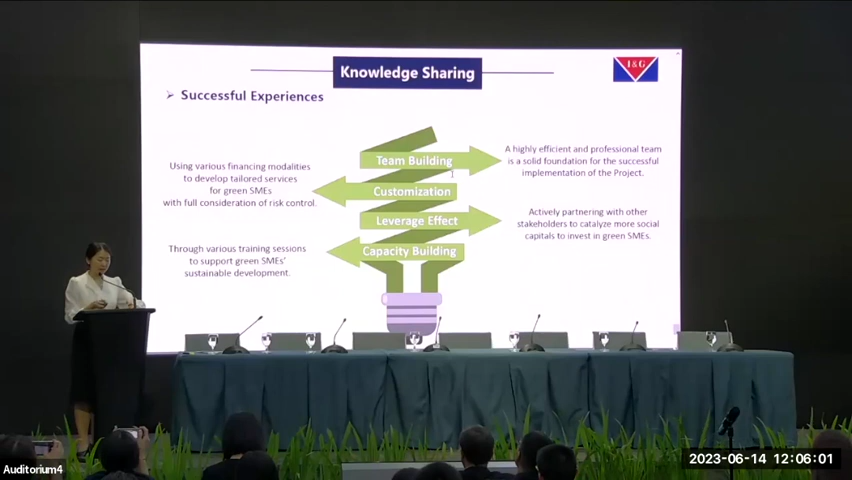 Knowledge Sharing
I&G
➢ Successful Experiences
Team Building
A highly efficient and professional team
is a solid foundation for the successful
implementation of the Project.
Using various financing modalities
to develop tailored services
for green SMEs
with full consideration of risk control.
Customization
Leverage Effect
Actively partnering with other
stakeholders to catalyze more social
capitals to invest in green SMEs.
Through various training sessions
to support green SMEs'
sustainable development.
Capacity Building
Auditorium4
2023-06-14 12:06:01